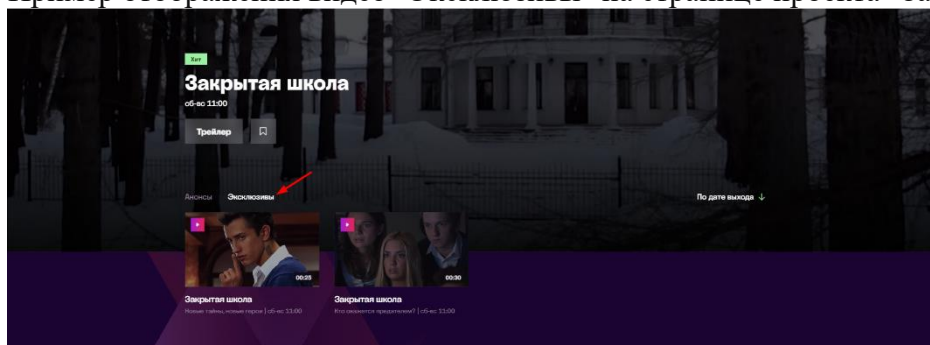 Пример отображения видео "Эксклюзивы" на странице проекта "За
Хит
Закрытая школа
сб-вс 11:00
Трейлер
Анонсы Эксклюзивы
По дате выхода ↓
00:25
00:30
Закрытая школа
Новые тайны, новые герои | сб-вс 11:00
Закрытая школа
Кто окажется предателем? | сб-вс 11:00